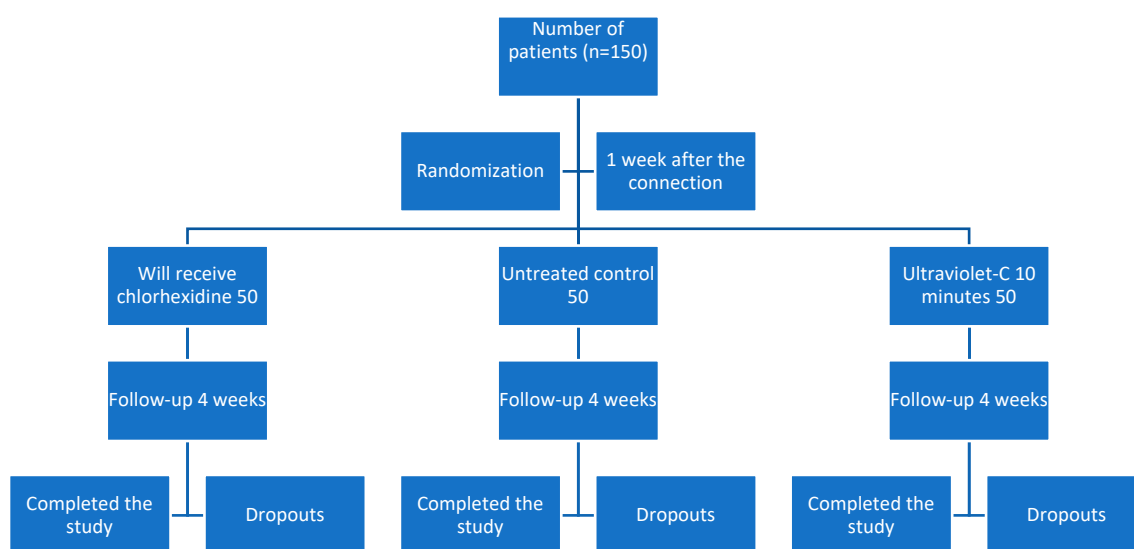 Number of
patients (n=150)
Randomization
1 week after the
connection
Will receive
chlorhexidine 50
Untreated control
50
Ultraviolet-C 10
minutes 50
Follow-up 4 weeks
Follow-up 4 weeks
Follow-up 4 weeks
Completed the
study
Dropouts
Completed the
study
Dropouts
Completed the
study
Dropouts